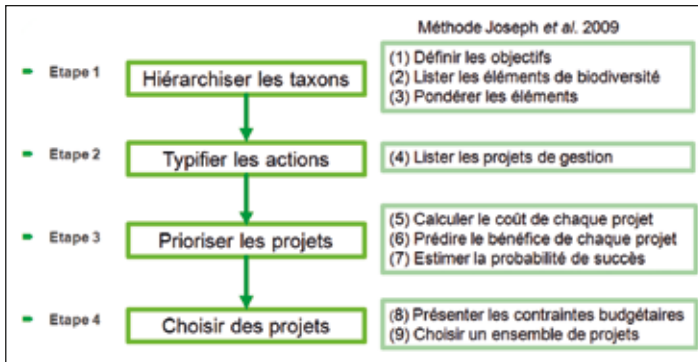 Méthode Joseph et al. 2009
Etape 1
Hiérarchiser les taxons
(1) Définir les objectifs
(2) Lister les éléments de biodiversité
(3) Pondérer les éléments
Etape 2
Typifier les actions
(4) Lister les projets de gestion
Etape 3
Prioriser les projets
(5) Calculer le coût de chaque projet
(6) Prédire le bénéfice de chaque projet
(7) Estimer la probabilité de succès
Etape 4
Choisir des projets
(8) Présenter les contraintes budgétaires
(9) Choisir un ensemble de projets